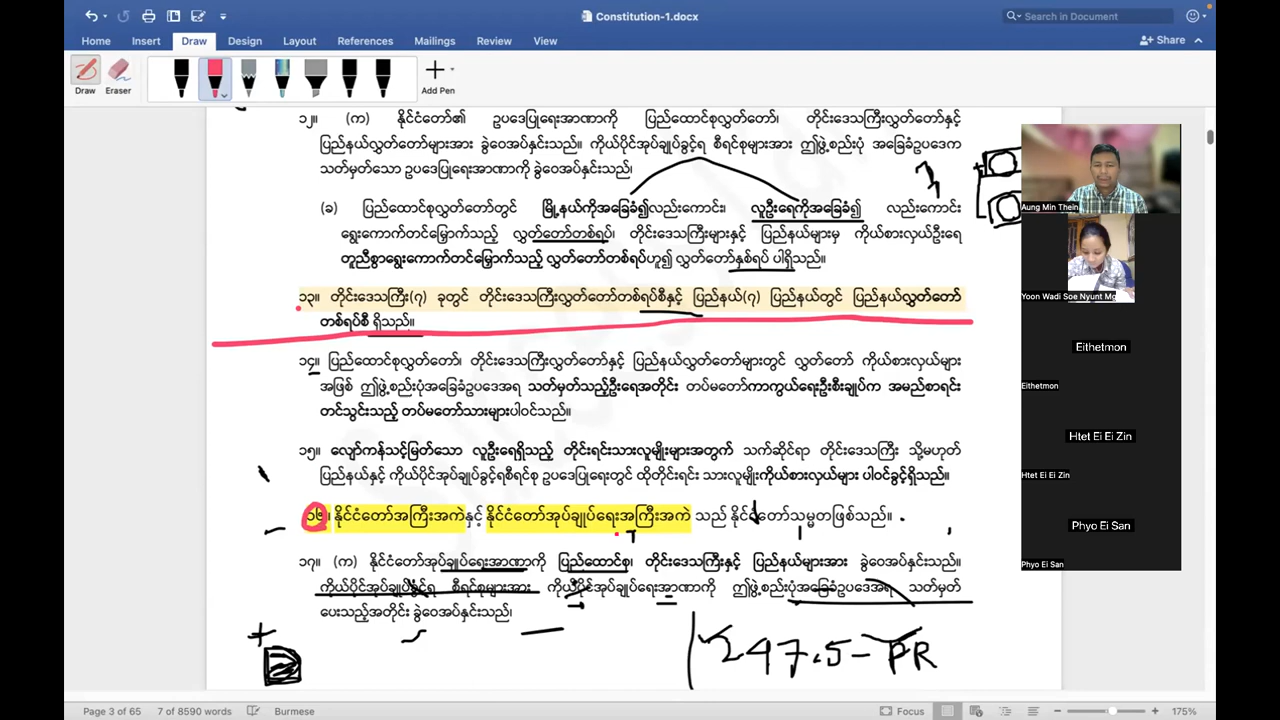 Constitution-1.docx
Search in Document
Home Insert Draw Design Layout References Mailings Review View
Share
Draw Eraser Add Pen
၁၂။ (က) နိုင်ငံတော်၏ ဥပဒေပြုရေးအာဏာကို ပြည်ထောင်စုလွှတ်တော်၊ တိုင်းဒေသကြီးလွှတ်တော်နှင့်
ပြည်နယ်လွှတ်တော်များအား ခွဲဝေအပ်နှင်းသည်။ ကိုယ်ပိုင်အုပ်ချုပ်ခွင့်ရ စီရင်စုများအား ဤဖွဲ့စည်းပုံ အခြေခံဥပဒေက
သတ်မှတ်သော ဥပဒေပြုရေးအာဏာကို ခွဲဝေအပ်နှင်းသည်၊
(ခ) ပြည်ထောင်စုလွှတ်တော်တွင် မြို့နယ်ကိုအခြေခံ၍လည်းကောင်း၊ လူဦးရေကိုအခြေခံ၍ လည်းကောင်း
ရွေးကောက်တင်မြှောက်သည့် လွှတ်တော်တစ်ရပ်၊ တိုင်းဒေသကြီးများနှင့် ပြည်နယ်များမှ ကိုယ်စားလှယ်ဦးရေ
တူညီစွာရွေးကောက်တင်မြှောက်သည့် လွှတ်တော်တစ်ရပ်ဟူ၍ လွှတ်တော်နှစ်ရပ် ပါရှိသည်။
၁၃။ တိုင်းဒေသကြီး(၇) ခုတွင် တိုင်းဒေသကြီးလွှတ်တော်တစ်ရပ်စီနှင့် ပြည်နယ်(၇) ပြည်နယ်တွင် ပြည်နယ်လွှတ်တော်
တစ်ရပ်စီ ရှိသည်။
၁၄။ ပြည်ထောင်စုလွှတ်တော်၊ တိုင်းဒေသကြီးလွှတ်တော်နှင့် ပြည်နယ်လွှတ်တော်များတွင် လွှတ်တော် ကိုယ်စားလှယ်များ
အဖြစ် ဤဖွဲ့စည်းပုံအခြေခံဥပဒေအရ သတ်မှတ်သည့်ဦးရေအတိုင်း တပ်မတော်ကာကွယ်ရေးဦးစီးချုပ်က အမည်စာရင်း
တင်သွင်းသည့် တပ်မတော်သားများပါဝင်သည်။
၁၅။ လျော်ကန်သင့်မြတ်သော လူဦးရေရှိသည့် တိုင်းရင်းသားလူမျိုးများအတွက် သက်ဆိုင်ရာ တိုင်းဒေသကြီး သို့မဟုတ်
ပြည်နယ်နှင့် ကိုယ်ပိုင်အုပ်ချုပ်ခွင့်ရစီရင်စု ဥပဒေပြုရေးတွင် ထိုတိုင်းရင်း သားလူမျိုးကိုယ်စားလှယ်များ ပါဝင်ခွင့်ရှိသည်။
၁၆။ နိုင်ငံတော်အကြီးအကဲနှင့် နိုင်ငံတော်အုပ်ချုပ်ရေးအကြီးအကဲ သည် နိုင်ငံတော်သမ္မတဖြစ်သည်။
၁၇။ (က) နိုင်ငံတော်အုပ်ချုပ်ရေးအာဏာကို ပြည်ထောင်စု၊ တိုင်းဒေသကြီးနှင့် ပြည်နယ်များအား ခွဲဝေအပ်နှင်းသည်။
ကိုယ်ပိုင်အုပ်ချုပ်ခွင့်ရ စီရင်စုများအား ကိုယ်ပိုင်အုပ်ချုပ်ရေးအာဏာကို ဤဖွဲ့စည်းပုံအခြေခံဥပဒေအရ သတ်မှတ်
ပေးသည့်အတိုင်း ခွဲဝေအပ်နှင်းသည်၊
247.5 - PR
Aung Min Thein
Yoon Wadi Soe Nyunt Mg
Eithetmon
Eithetmon
Htet Ei Ei Zin
Htet Ei Ei Zin
Phyo Ei San
Phyo Ei San
Page 3 of 65 7 of 8590 words Burmese Focus 175%